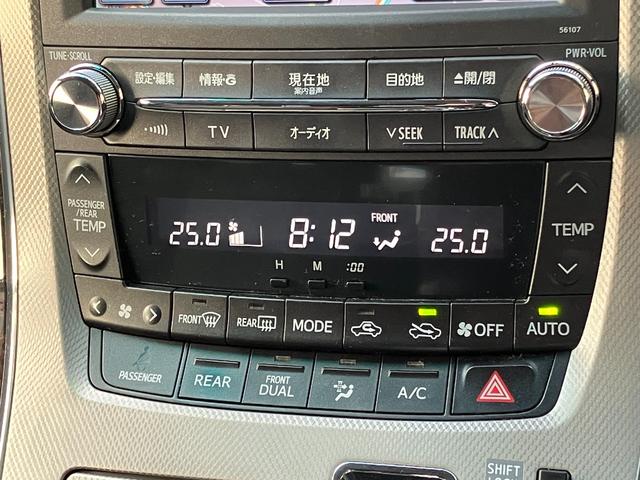 56107
TUNE•SCROLL
PWR•VOL
設定・編集
情報・G
現在地
案内音声
目的地
開/閉
TV
オーディオ
∨ SEEK
TRACK ∧
PASSENGER
/REAR
TEMP
25.0
8:12
FRONT
25.0
TEMP
H
M
:00
FRONT
REAR
MODE
OFF
AUTO
PASSENGER
REAR
FRONT
DUAL
A/C
SHIFT
LOCK